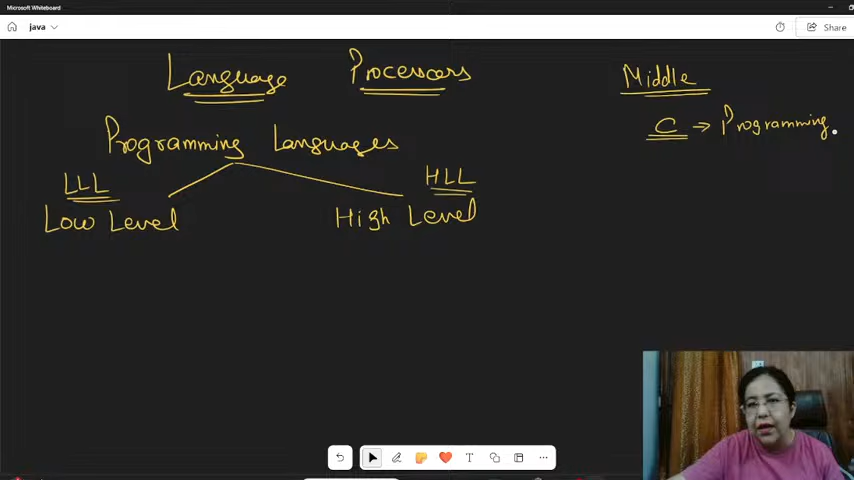 Microsoft Whiteboard
java
Share
Language Processors
Programming Languages
LLL
Low Level
HLL
High Level
Middle
C → Programming